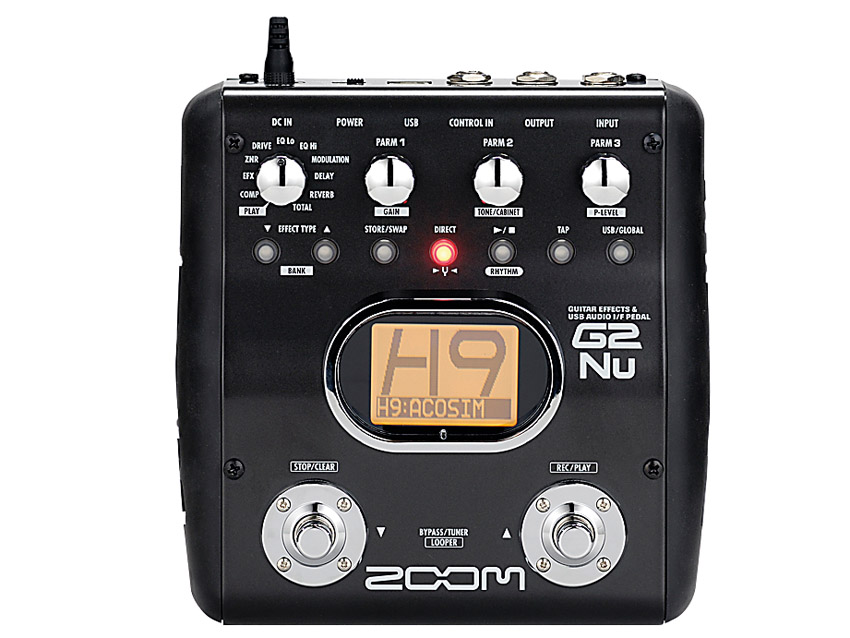 DC IN POWER USB CONTROL IN OUTPUT INPUT
DRIVE EQ Lo EQ Hi
ZNR MODULATION
EFX DELAY
COMP REVERB
PLAY TOTAL
PARM 1 PARM 2 PARM 3
GAIN TONE/CABINET P-LEVEL
▼ EFFECT TYPE ▲ STORE/SWAP DIRECT ►/■ TAP USB/GLOBAL
BANK RHYTHM
GUITAR EFFECTS &
USB AUDIO I/F PEDAL
G2
Nu
H9
H9:ACOSIM
STOP/CLEAR REC/PLAY
▼ BYPASS/TUNER ▲
LOOPER
ZOOM